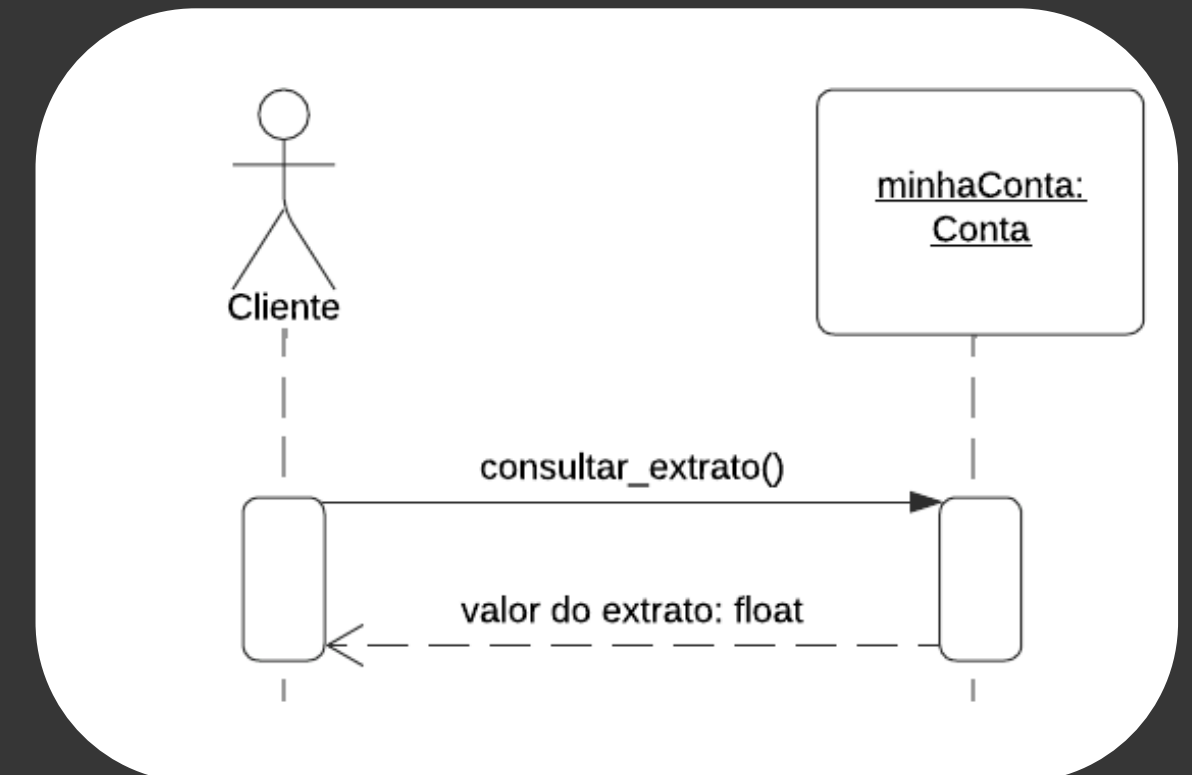 minhaConta:
Conta
Cliente
consultar_extrato()
valor do extrato: float